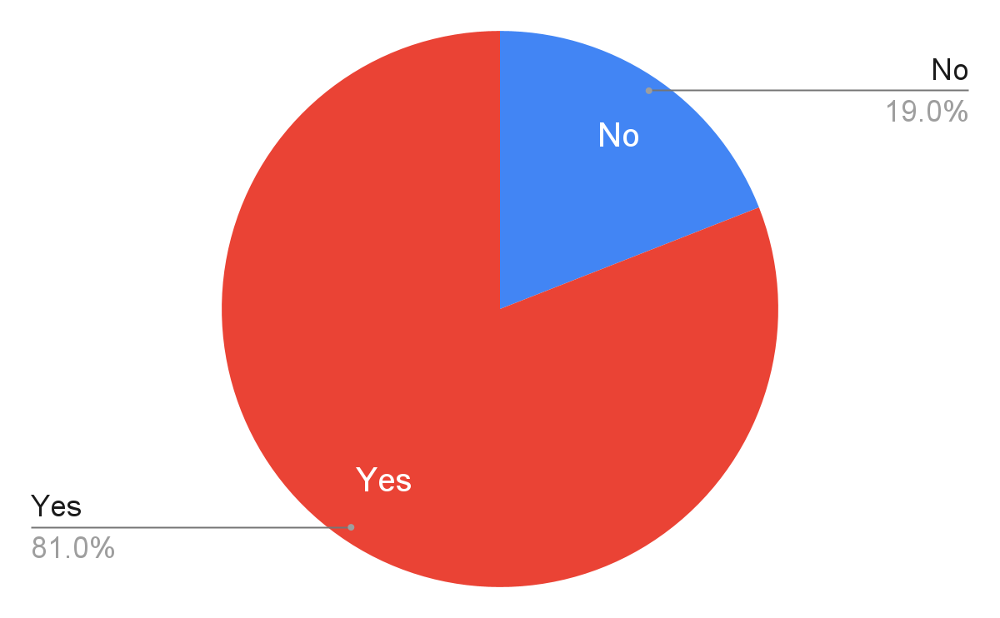 No
19.0%
No
Yes
Yes
81.0%